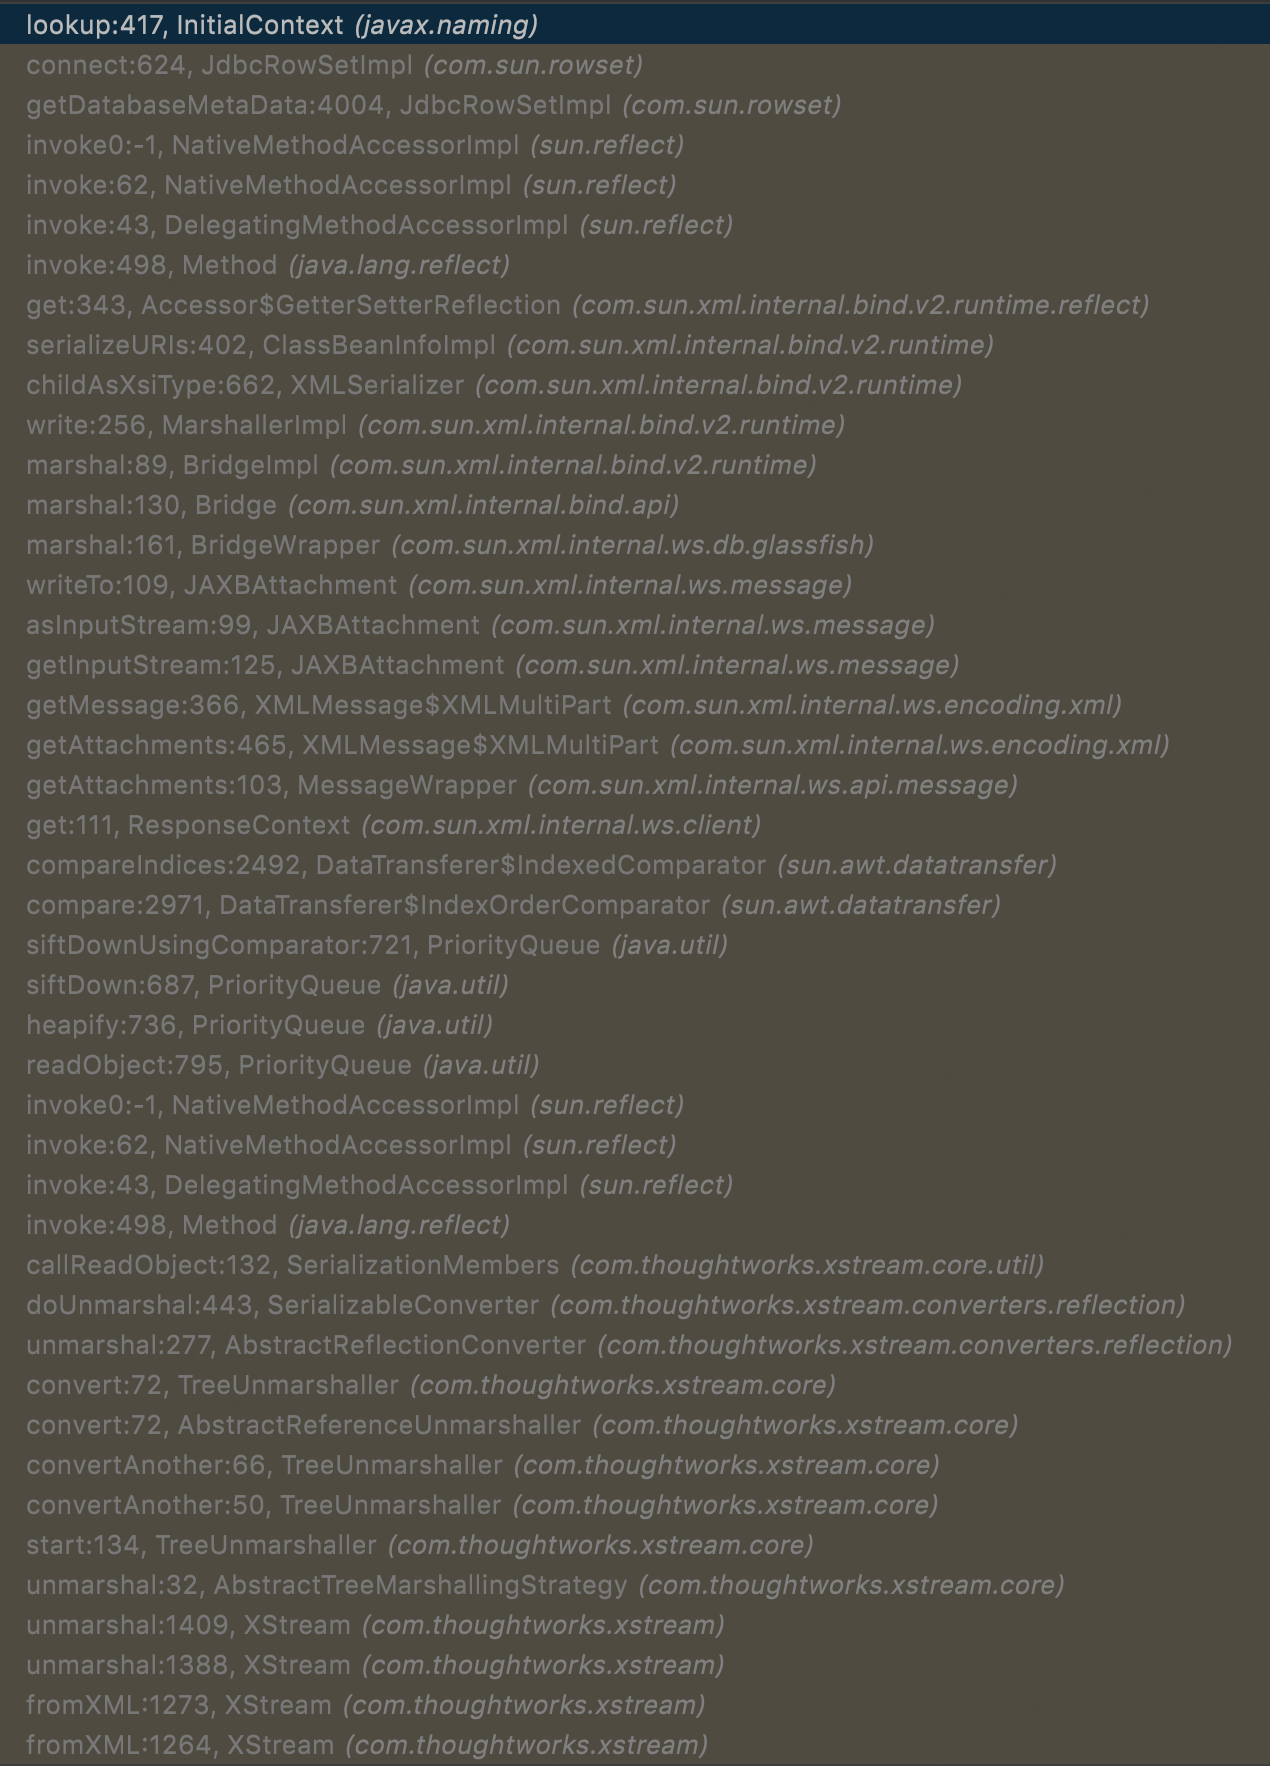 lookup:417, InitialContext (javax.naming)
connect:624, JdbcRowSetImpl (com.sun.rowset)
getDatabaseMetaData:4004, JdbcRowSetImpl (com.sun.rowset)
invoke0:-1, NativeMethodAccessorImpl (sun.reflect)
invoke:62, NativeMethodAccessorImpl (sun.reflect)
invoke:43, DelegatingMethodAccessorImpl (sun.reflect)
invoke:498, Method (java.lang.reflect)
get:343, Accessor$GetterSetterReflection (com.sun.xml.internal.bind.v2.runtime.reflect)
serializeURIs:402, ClassBeanInfoImpl (com.sun.xml.internal.bind.v2.runtime)
childAsXsiType:662, XMLSerializer (com.sun.xml.internal.bind.v2.runtime)
write:256, MarshallerImpl (com.sun.xml.internal.bind.v2.runtime)
marshal:89, BridgeImpl (com.sun.xml.internal.bind.v2.runtime)
marshal:130, Bridge (com.sun.xml.internal.bind.api)
marshal:161, BridgeWrapper (com.sun.xml.internal.ws.db.glassfish)
writeTo:109, JAXBAttachment (com.sun.xml.internal.ws.message)
asInputStream:99, JAXBAttachment (com.sun.xml.internal.ws.message)
getInputStream:125, JAXBAttachment (com.sun.xml.internal.ws.message)
getMessage:366, XMLMessage$XMLMultiPart (com.sun.xml.internal.ws.encoding.xml)
getAttachments:465, XMLMessage$XMLMultiPart (com.sun.xml.internal.ws.encoding.xml)
getAttachments:103, MessageWrapper (com.sun.xml.internal.ws.api.message)
get:111, ResponseContext (com.sun.xml.internal.ws.client)
compareIndices:2492, DataTransferer$IndexedComparator (sun.awt.datatransfer)
compare:2971, DataTransferer$IndexOrderComparator (sun.awt.datatransfer)
siftDownUsingComparator:721, PriorityQueue (java.util)
siftDown:687, PriorityQueue (java.util)
heapify:736, PriorityQueue (java.util)
readObject:795, PriorityQueue (java.util)
invoke0:-1, NativeMethodAccessorImpl (sun.reflect)
invoke:62, NativeMethodAccessorImpl (sun.reflect)
invoke:43, DelegatingMethodAccessorImpl (sun.reflect)
invoke:498, Method (java.lang.reflect)
callReadObject:132, SerializationMembers (com.thoughtworks.xstream.core.util)
doUnmarshal:443, SerializableConverter (com.thoughtworks.xstream.converters.reflection)
unmarshal:277, AbstractReflectionConverter (com.thoughtworks.xstream.converters.reflection)
convert:72, TreeUnmarshaller (com.thoughtworks.xstream.core)
convert:72, AbstractReferenceUnmarshaller (com.thoughtworks.xstream.core)
convertAnother:66, TreeUnmarshaller (com.thoughtworks.xstream.core)
convertAnother:50, TreeUnmarshaller (com.thoughtworks.xstream.core)
start:134, TreeUnmarshaller (com.thoughtworks.xstream.core)
unmarshal:32, AbstractTreeMarshallingStrategy (com.thoughtworks.xstream.core)
unmarshal:1409, XStream (com.thoughtworks.xstream)
unmarshal:1388, XStream (com.thoughtworks.xstream)
fromXML:1273, XStream (com.thoughtworks.xstream)
fromXML:1264, XStream (com.thoughtworks.xstream)